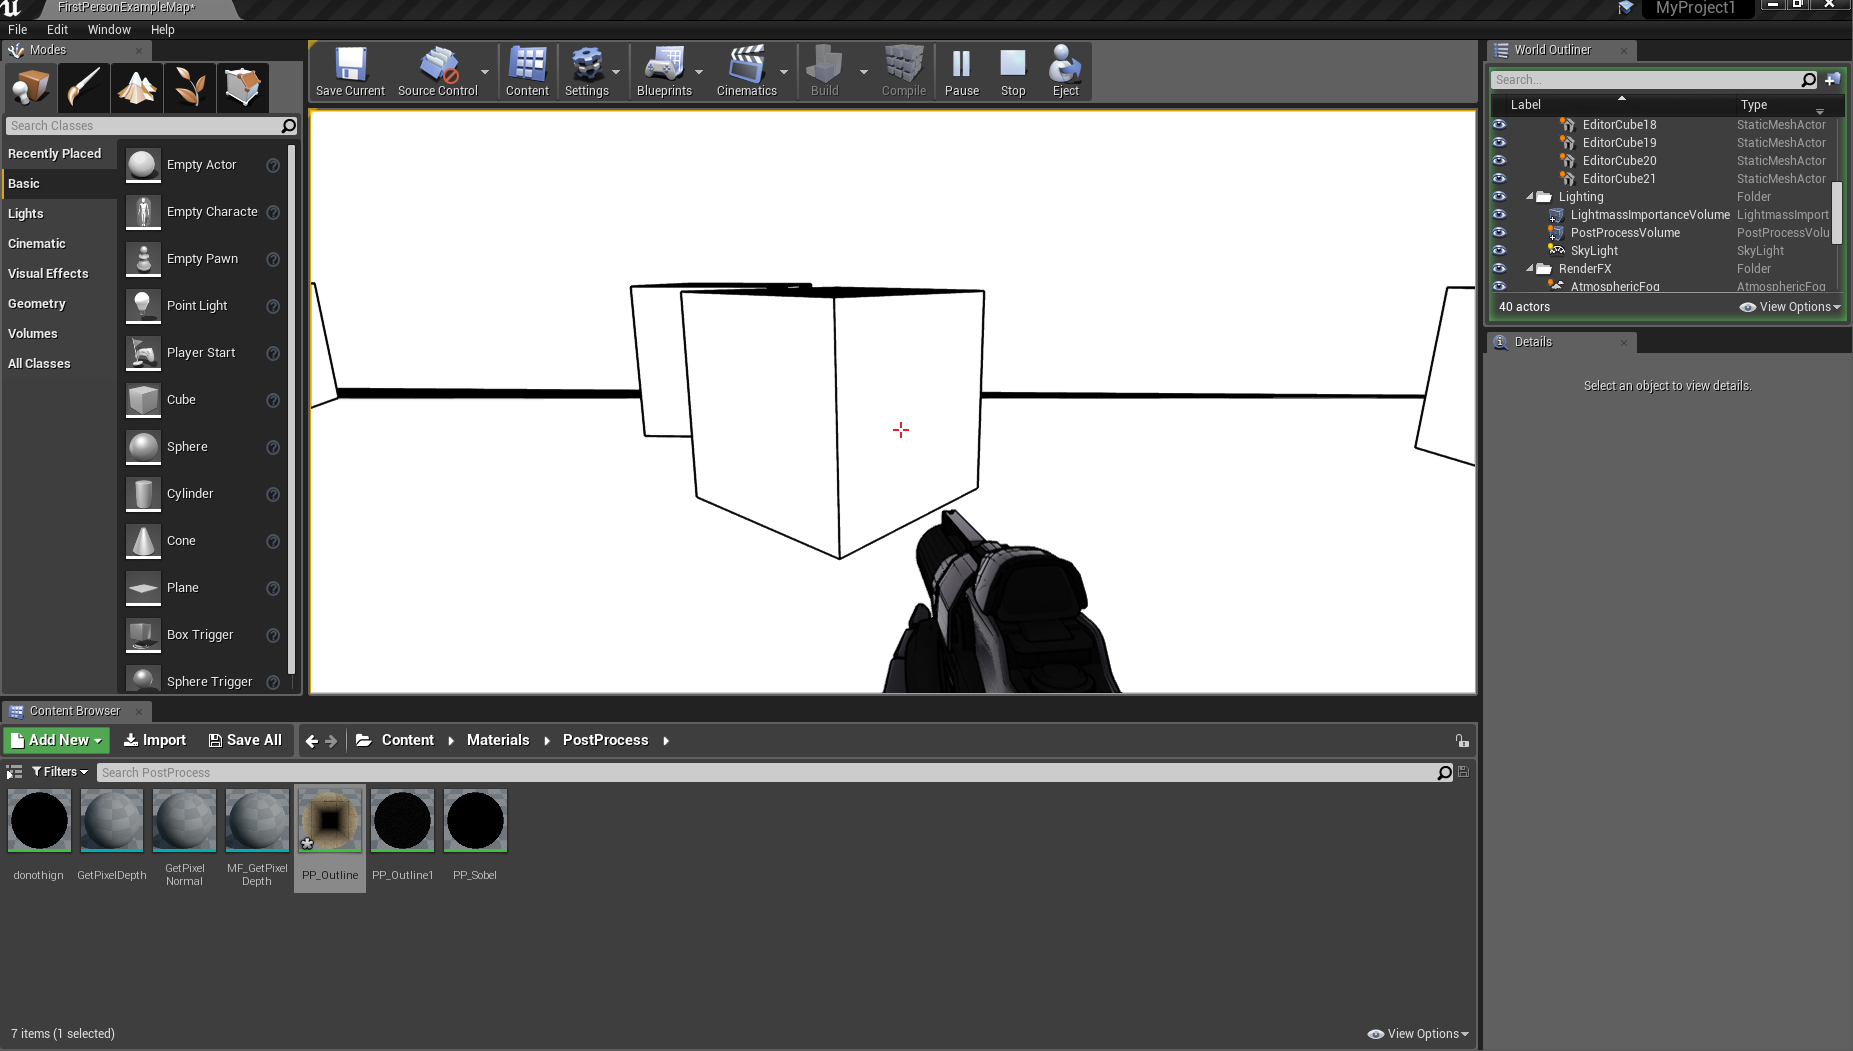 FirstPersonExampleMap*
MyProject1
File Edit Window Help
Modes
Search Classes
Recently Placed
Basic
Lights
Cinematic
Visual Effects
Geometry
Volumes
All Classes
Empty Actor
Empty Characte
Empty Pawn
Point Light
Player Start
Cube
Sphere
Cylinder
Cone
Plane
Box Trigger
Sphere Trigger
Save Current Source Control Content Settings Blueprints Cinematics Build Compile Pause Stop Eject
World Outliner
Search...
Label Type
EditorCube18 StaticMeshActor
EditorCube19 StaticMeshActor
EditorCube20 StaticMeshActor
EditorCube21 StaticMeshActor
Lighting Folder
LightmassImportanceVolume LightmassImport
PostProcessVolume PostProcessVolu
SkyLight SkyLight
RenderFX Folder
AtmosphericFog AtmosphericFog
40 actors View Options
Details
Select an object to view details.
Content Browser
Add New Import Save All Content Materials PostProcess
Filters Search PostProcess
donothign
GetPixelDepth
GetPixel
Normal
MF_GetPixel
Depth
PP_Outline
PP_Outline1
PP_Sobel
7 items (1 selected) View Options